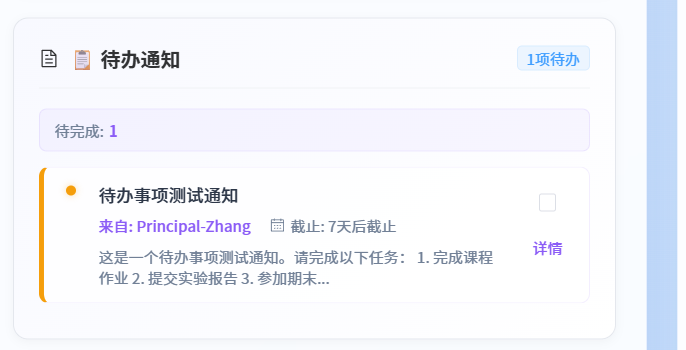 📋 待办通知
1项待办
待完成: 1
待办事项测试通知
来自: Principal-Zhang 截止: 7天后截止
这是一个待办事项测试通知。请完成以下任务： 1. 完成课程
作业 2. 提交实验报告 3. 参加期末...
详情